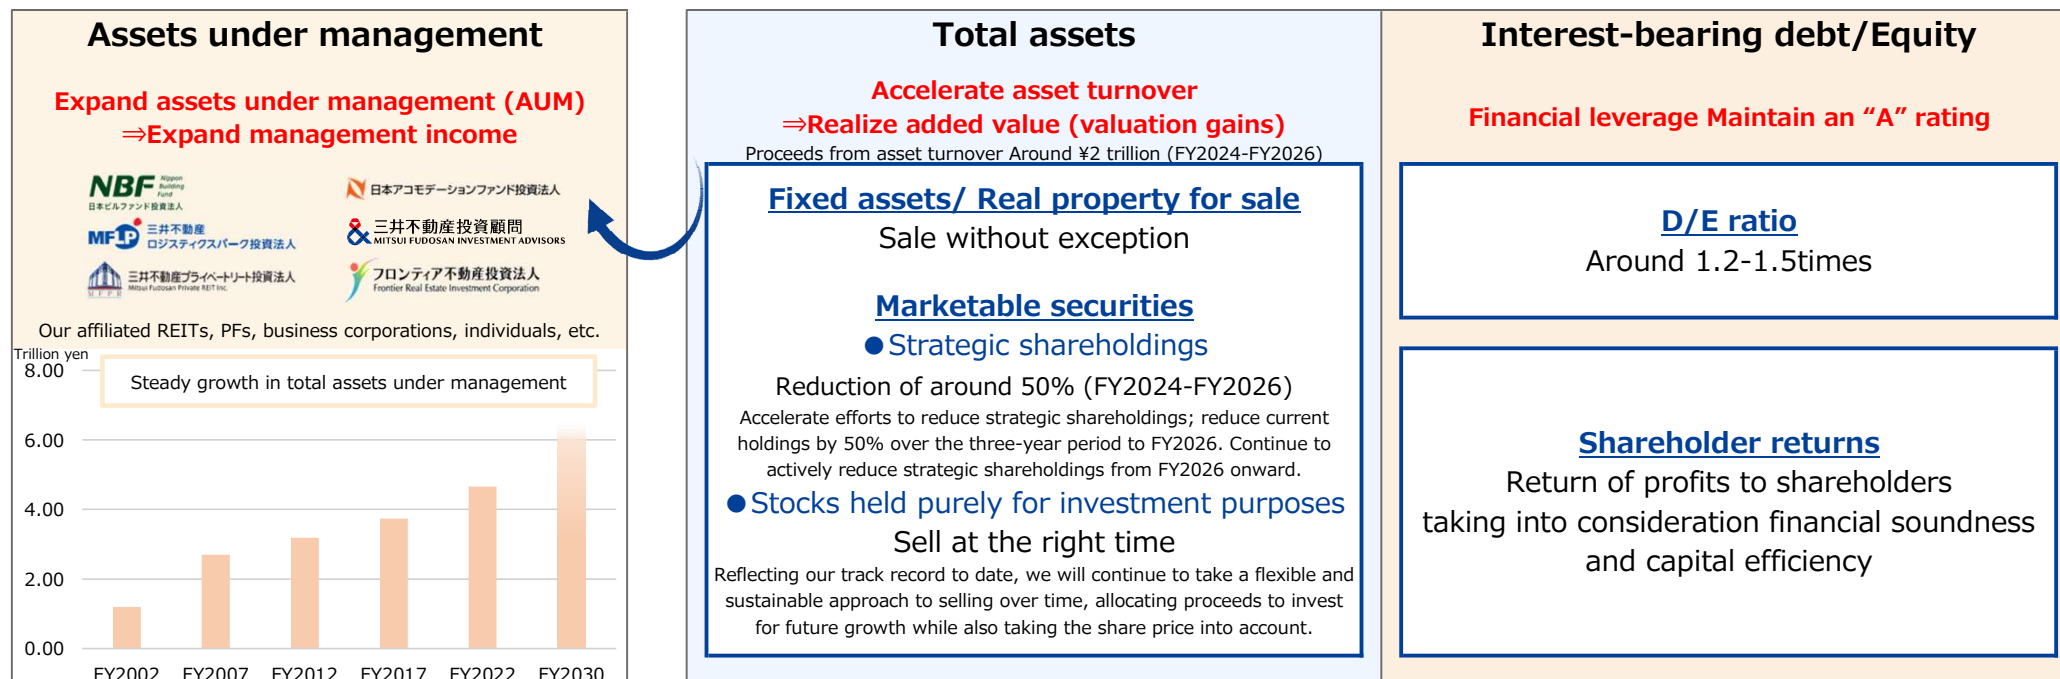 Assets under management
Expand assets under management (AUM)
⇒Expand management income
NBF Nippon Building Fund
日本ビルファンド投資法人
日本アコモデーションファンド投資法人
MFLP 三井不動産
ロジスティクスパーク投資法人
三井不動産投資顧問
MITSUI FUDOSAN INVESTMENT ADVISORS
三井不動産プライベートリート投資法人
Mitsui Fudosan Private REIT Inc.
MFPR
フロンティア不動産投資法人
Frontier Real Estate Investment Corporation
Our affiliated REITs, PFs, business corporations, individuals, etc.
Trillion yen
Steady growth in total assets under management
8.00
6.00
4.00
2.00
0.00
FY2002 FY2007 FY2012 FY2017 FY2022 FY2030
Total assets
Accelerate asset turnover
⇒Realize added value (valuation gains)
Proceeds from asset turnover Around ¥2 trillion (FY2024-FY2026)
Fixed assets/ Real property for sale
Sale without exception
Marketable securities
●Strategic shareholdings
Reduction of around 50% (FY2024-FY2026)
Accelerate efforts to reduce strategic shareholdings; reduce current
holdings by 50% over the three-year period to FY2026. Continue to
actively reduce strategic shareholdings from FY2026 onward.
●Stocks held purely for investment purposes
Sell at the right time
Reflecting our track record to date, we will continue to take a flexible and
sustainable approach to selling over time, allocating proceeds to invest
for future growth while also taking the share price into account.
Interest-bearing debt/Equity
Financial leverage Maintain an “A” rating
D/E ratio
Around 1.2-1.5times
Shareholder returns
Return of profits to shareholders
taking into consideration financial soundness
and capital efficiency